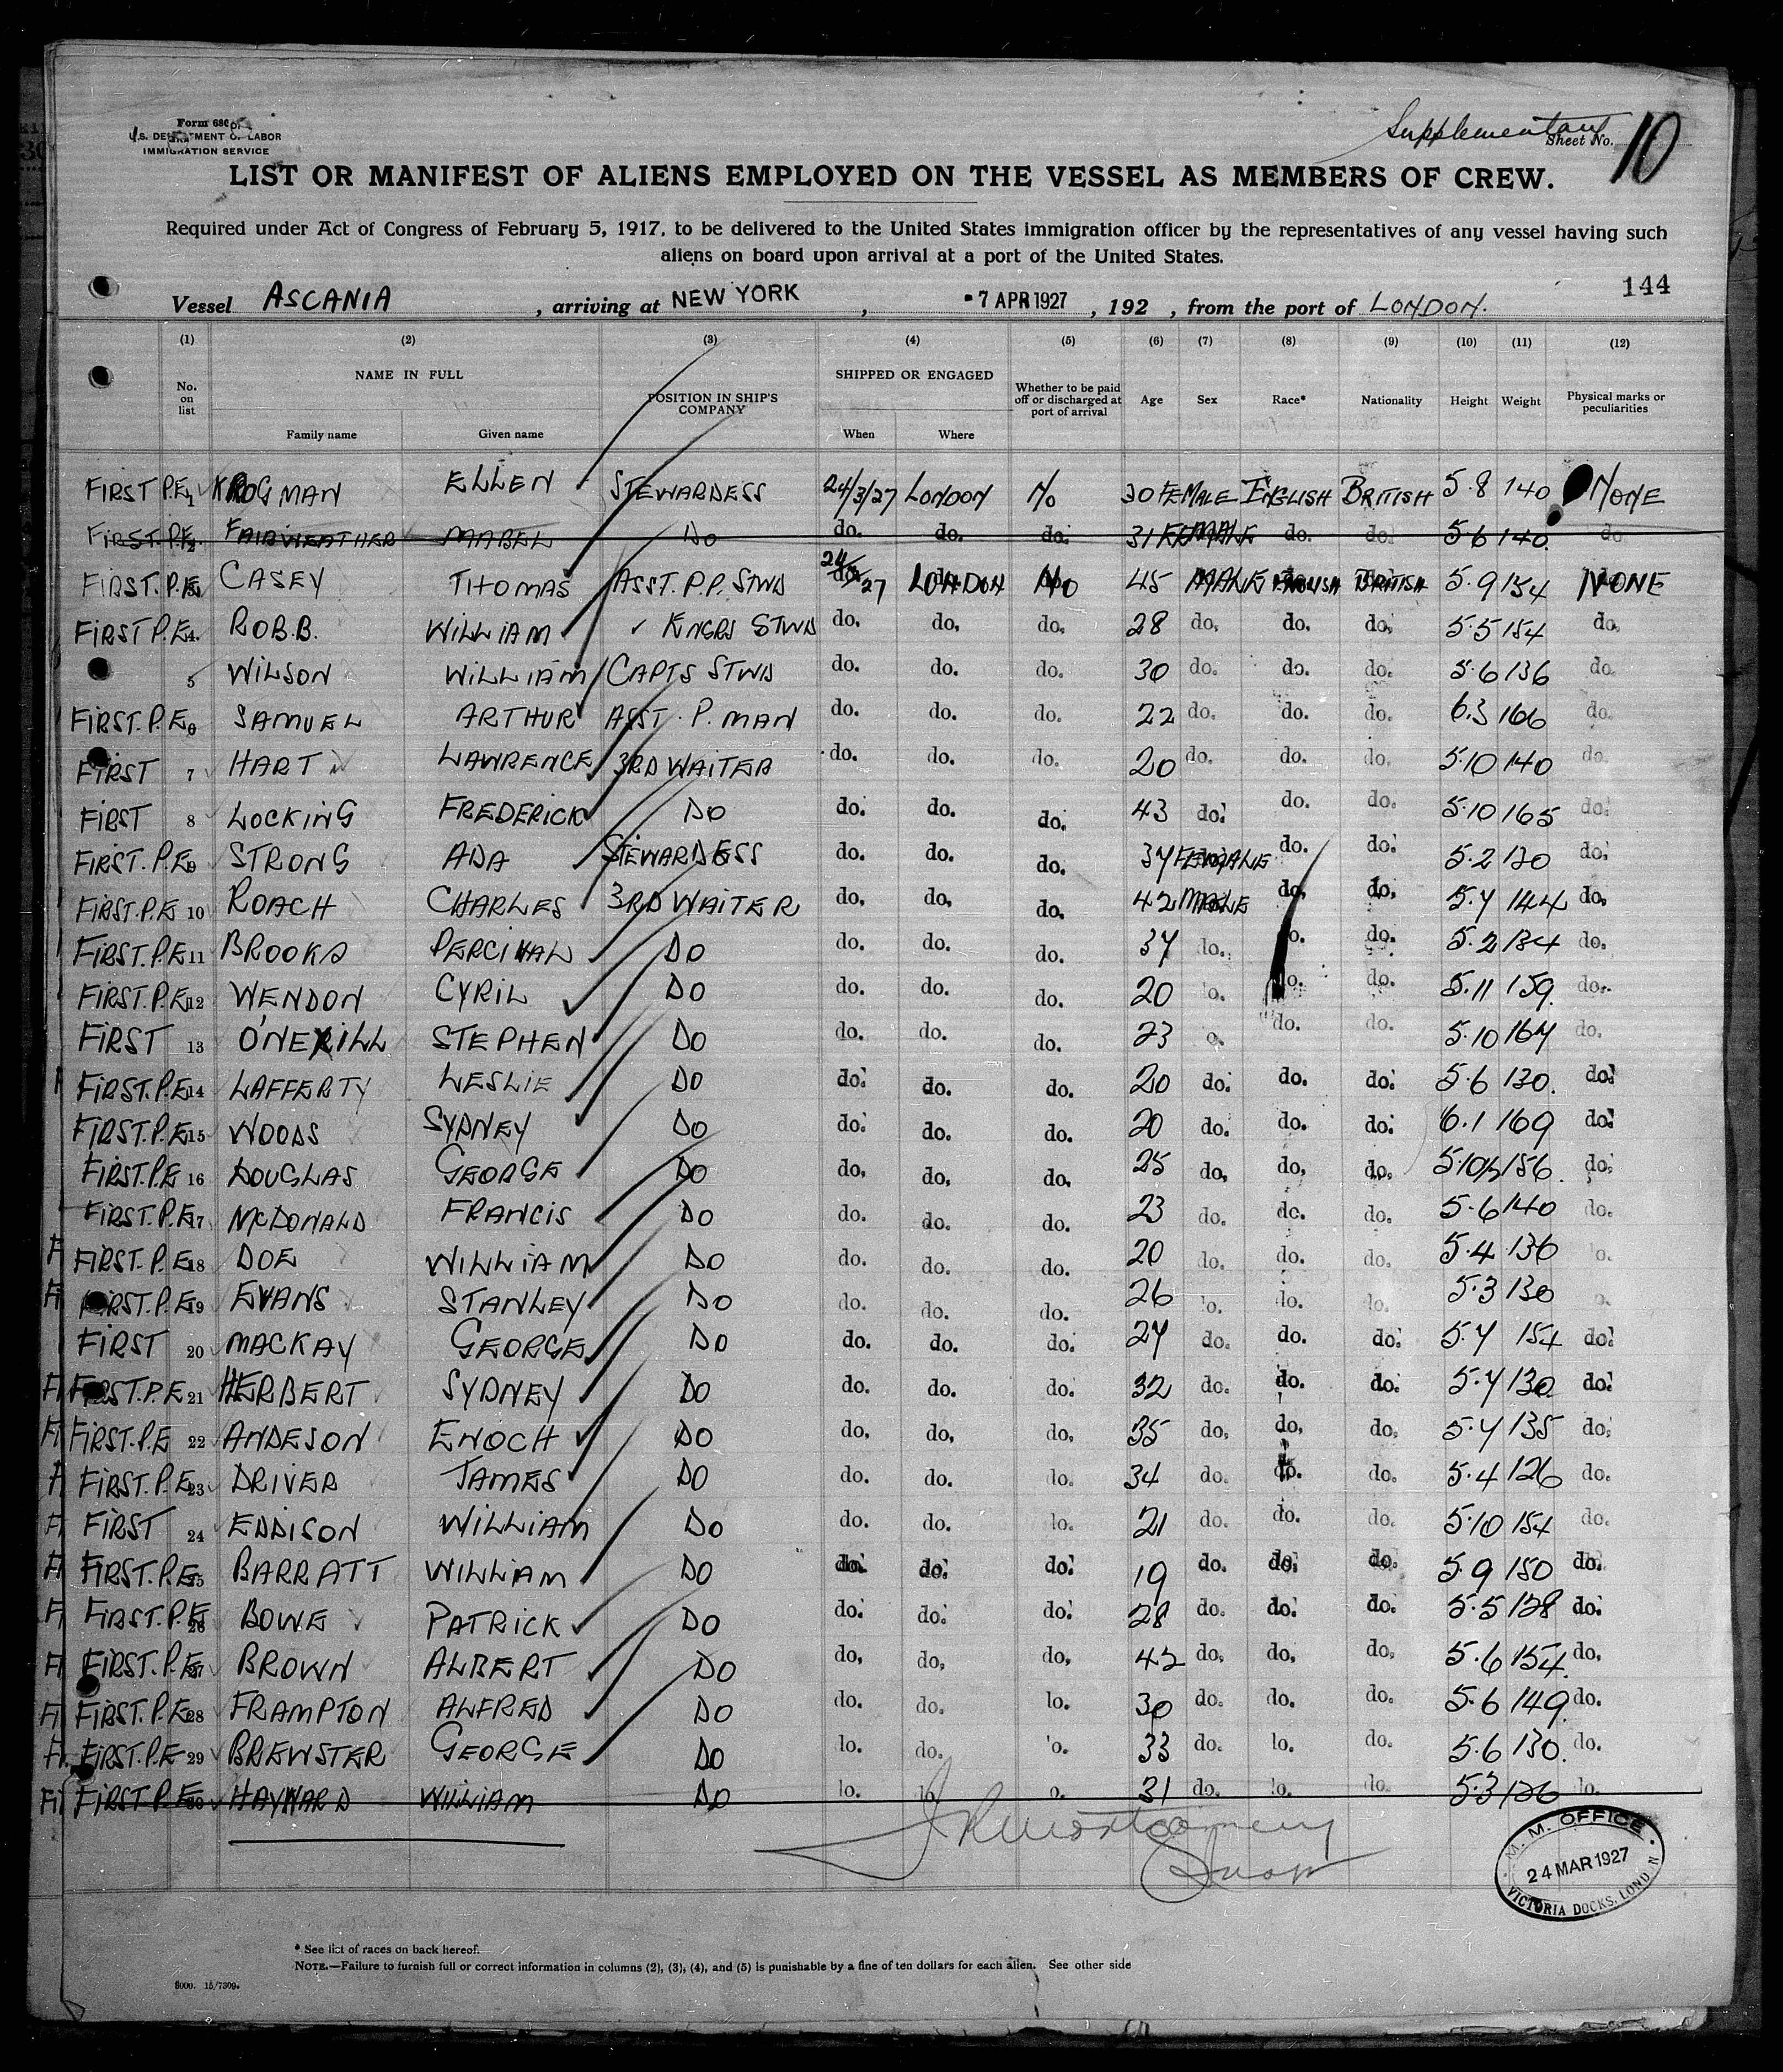 Form 680
U.S. DEPARTMENT OF LABOR
IMMIGRATION SERVICE
Supplementary
Sheet No. 10
LIST OR MANIFEST OF ALIENS EMPLOYED ON THE VESSEL AS MEMBERS OF CREW.
Required under Act of Congress of February 5, 1917, to be delivered to the United States immigration officer by the representatives of any vessel having such
aliens on board upon arrival at a port of the United States.
144
Vessel ASCANIA, arriving at NEW YORK, 7 APR 1927, 192, from the port of LONDON.
(1) (2) (3) (4) (5) (6) (7) (8) (9) (10) (11) (12)
No. on list NAME IN FULL POSITION IN SHIP'S COMPANY SHIPPED OR ENGAGED Whether to be paid off or discharged at port of arrival Age Sex Race* Nationality Height Weight Physical marks or peculiarities
Family name Given name When Where
FIRST P.E. 1 KROGMAN ELLEN STEWARDESS 24/3/27 LONDON No 30 FEMALE ENGLISH BRITISH 5.8 140 NONE
FIRST.P.E. 2 FAIRWEATHER MABEL DO do. do. do. 31 FEMALE do. do. 5.6 140. do
FIRST.P.E. 3 CASEY THOMAS ASST.P.P. STWD 24/3/27 LONDON No 45 MALE ENGLISH BRITISH 5.9 154 NONE
FIRST P.E. 4 ROBB. WILLIAM ENGRS STWD do. do. do. 28 do. do. do. 5.5 154 do.
5 WILSON WILLIAM CAPTS STWD do. do. do. 30 do. do. do. 5.6 136 do
FIRST.P.E. 6 SAMUEL ARTHUR ASST. P. MAN do. do. do. 22 do. do. do. 6.3 166 do.
FIRST 7 HART LAWRENCE 3RD WAITER do. do. do. 20 do. do. do. 5.10 140 do.
FIRST 8 LOCKING FREDERICK DO do. do. do. 43 do. do. do. 5.10 165 do.
FIRST.P.E. 9 STRONG ADA STEWARDESS do. do. do. 37 FEMALE do. do. 5.2 130 do.
FIRST.P.E 10 ROACH CHARLES 3RD WAITER do. do. do. 42 MALE do. do. 5.7 144 do.
FIRST.P.E 11 BROOKS PERCIVAL DO do. do. do. 37 do. do. do. 5.2 134 do.
FIRST.P.E. 12 WENDON CYRIL DO do. do. do. 20 do. do. do. 5.11 159. do.
FIRST 13 O'NEILL STEPHEN DO do. do. do. 23 do. do. do. 5.10 167 do.
FIRST.P.E 14 LAFFERTY LESLIE DO do. do. do. 20 do. do. do. 5.6 130. do.
FIRST.P.E 15 WOODS SYDNEY DO do. do. do. 20 do. do. do. 6.1 169 do.
FIRST.P.E 16 DOUGLAS GEORGE DO do. do. do. 25 do. do. do. 5.10½ 156. do.
FIRST.P.E. 17 McDONALD FRANCIS DO do. do. do. 23 do. do. do. 5.6 140 do.
FIRST.P.E. 18 DOE WILLIAM DO do. do. do. 20 do. do. do. 5.4 136 do.
FIRST.P.E 19 EVANS STANLEY DO do. do. do. 26 do. do. do. 5.3 130 do.
FIRST 20 MACKAY GEORGE DO do. do. do. 27 do. do. do. 5.7 154 do.
FIRST.P.E 21 HERBERT SYDNEY DO do. do. do. 32 do. do. do. 5.7 130 do.
FIRST.P.E 22 ANDESON ENOCH DO do. do. do. 35 do. do. do. 5.7 135 do.
FIRST.P.E. 23 DRIVER JAMES DO do. do. do. 34 do. do. do. 5.4 126 do.
FIRST 24 EDDISON WILLIAM DO do. do. do. 21 do. do. do. 5.10 154 do.
FIRST.P.E. 25 BARRATT WILLIAM DO do. do. do. 19 do. do. do. 5.9 150 do.
FIRST.P.E 26 BOWE PATRICK DO do. do. do. 28 do. do. do. 5.5 128 do.
FIRST.P.E. 27 BROWN ALBERT DO do. do. do. 42 do. do. do. 5.6 154. do.
FIRST.P.E. 28 FRAMPTON ALFRED DO do. do. do. 30 do. do. do. 5.6 149. do.
FIRST.P.E 29 BREWSTER GEORGE DO do. do. do. 33 do. do. do. 5.6 130. do.
FIRST P.E. 30 HAYWARD WILLIAM DO do. do. do. 31 do. do. do. 5.3 126 do.
M. M. OFFICE
24 MAR 1927
VICTORIA DOCKS, LONDON
* See list of races on back hereof.
NOTE.—Failure to furnish full or correct information in columns (2), (3), (4), and (5) is punishable by a fine of ten dollars for each alien. See other side
5000. 15/7309.